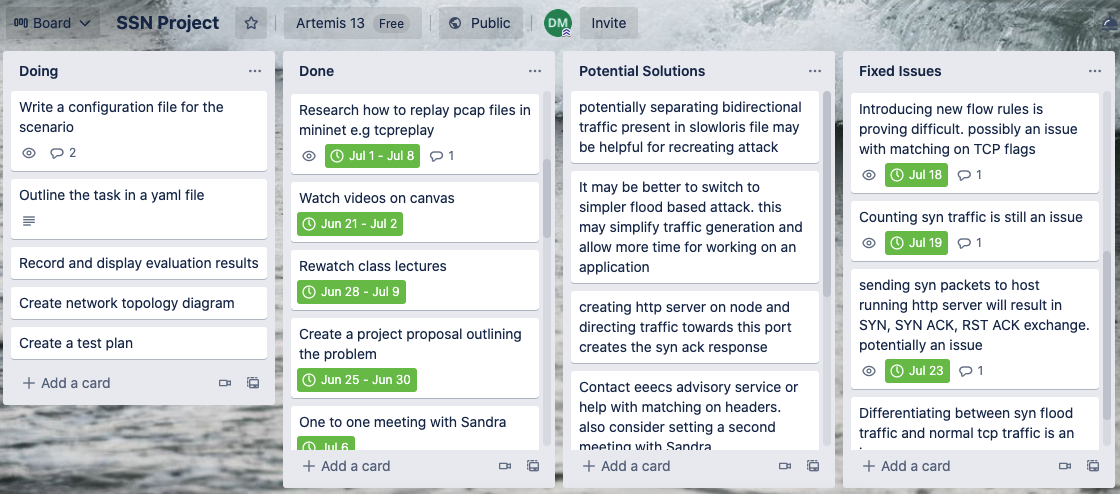 Board
SSN Project
Artemis 13 Free
Public
DM
Invite
Doing
Write a configuration file for the
scenario
2
Outline the task in a yaml file
Record and display evaluation results
Create network topology diagram
Create a test plan
Add a card
Done
Research how to replay pcap files in
mininet e.g tcpreplay
Jul 1 - Jul 8
1
Watch videos on canvas
Jun 21 - Jul 2
Rewatch class lectures
Jun 28 - Jul 9
Create a project proposal outlining
the problem
Jun 25 - Jun 30
One to one meeting with Sandra
Jul 6
Add a card
Potential Solutions
potentially separating bidirectional
traffic present in slowloris file may
be helpful for recreating attack
It may be better to switch to
simpler flood based attack. this
may simplify traffic generation and
allow more time for working on an
application
creating http server on node and
directing traffic towards this port
creates the syn ack response
Contact eeecs advisory service or
help with matching on headers.
also consider setting a second
meeting with Sandra
Add a card
Fixed Issues
Introducing new flow rules is
proving difficult. possibly an issue
with matching on TCP flags
Jul 18
1
Counting syn traffic is still an issue
Jul 19
1
sending syn packets to host
running http server will result in
SYN, SYN ACK, RST ACK exchange.
potentially an issue
Jul 23
1
Differentiating between syn flood
traffic and normal tcp traffic is an
Add a card